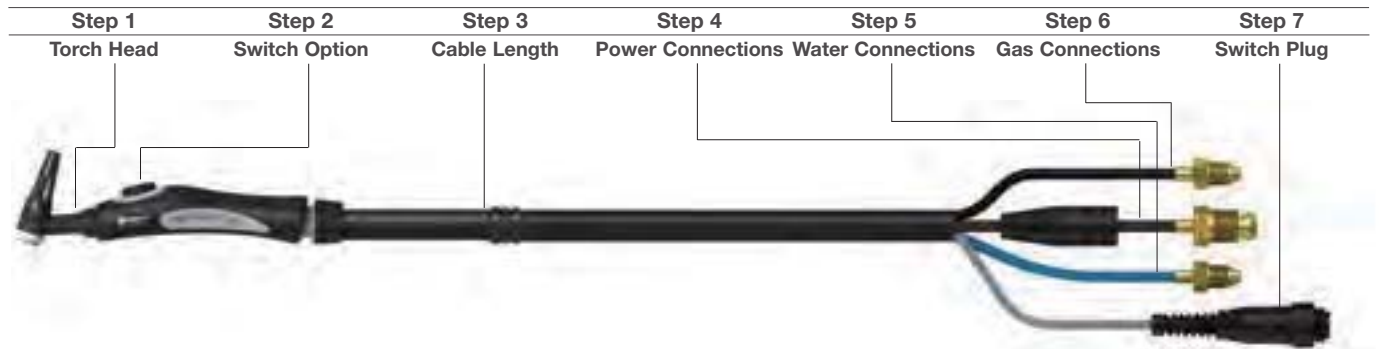 Step 1 Step 2 Step 3 Step 4 Step 5 Step 6 Step 7
Torch Head Switch Option Cable Length Power Connections Water Connections Gas Connections Switch Plug